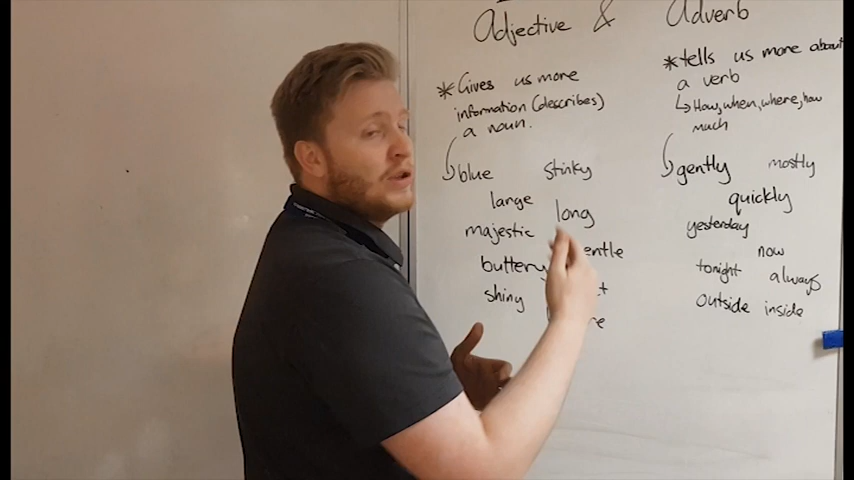 Adjective & Adverb
*Gives us more
information (describes)
a noun.
blue stinky
large long
majestic
buttery
shiny
*tells us more about
a verb
How, when, where, how
much
gently mostly
quickly
yesterday
now
tonight always
outside inside